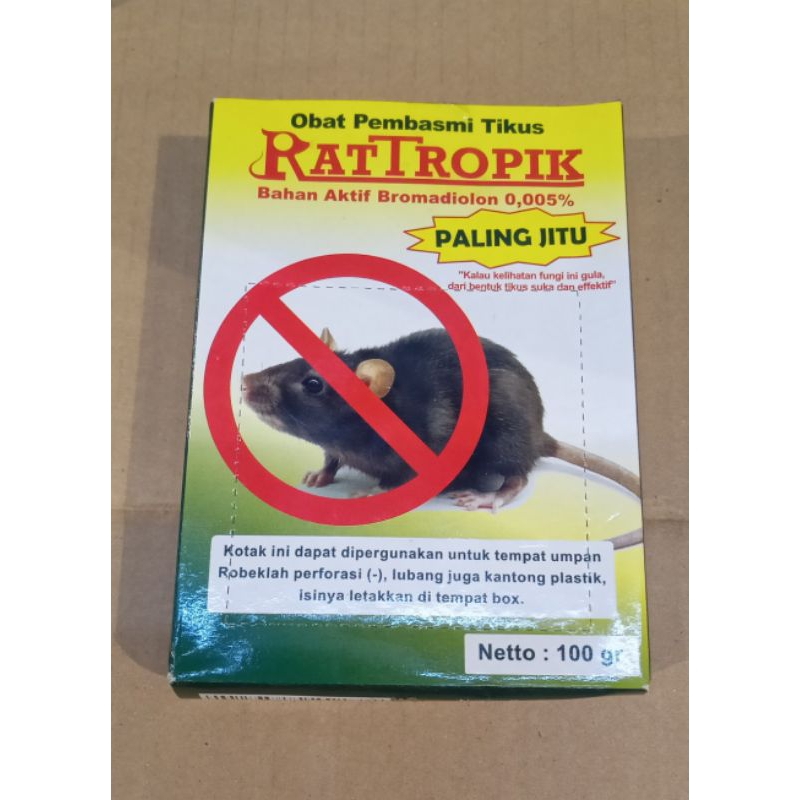 Obat Pembasmi Tikus
RATTROPIK
Bahan Aktif Bromadiolon 0,005%
PALING JITU
"Kalau kelihatan fungi ini gula,
dari bentuk tikus suka dan effektif"
Kotak ini dapat dipergunakan untuk tempat umpan
Robeklah perforasi (-), lubang juga kantong plastik,
isinya letakkan di tempat box.
Netto : 100 gr